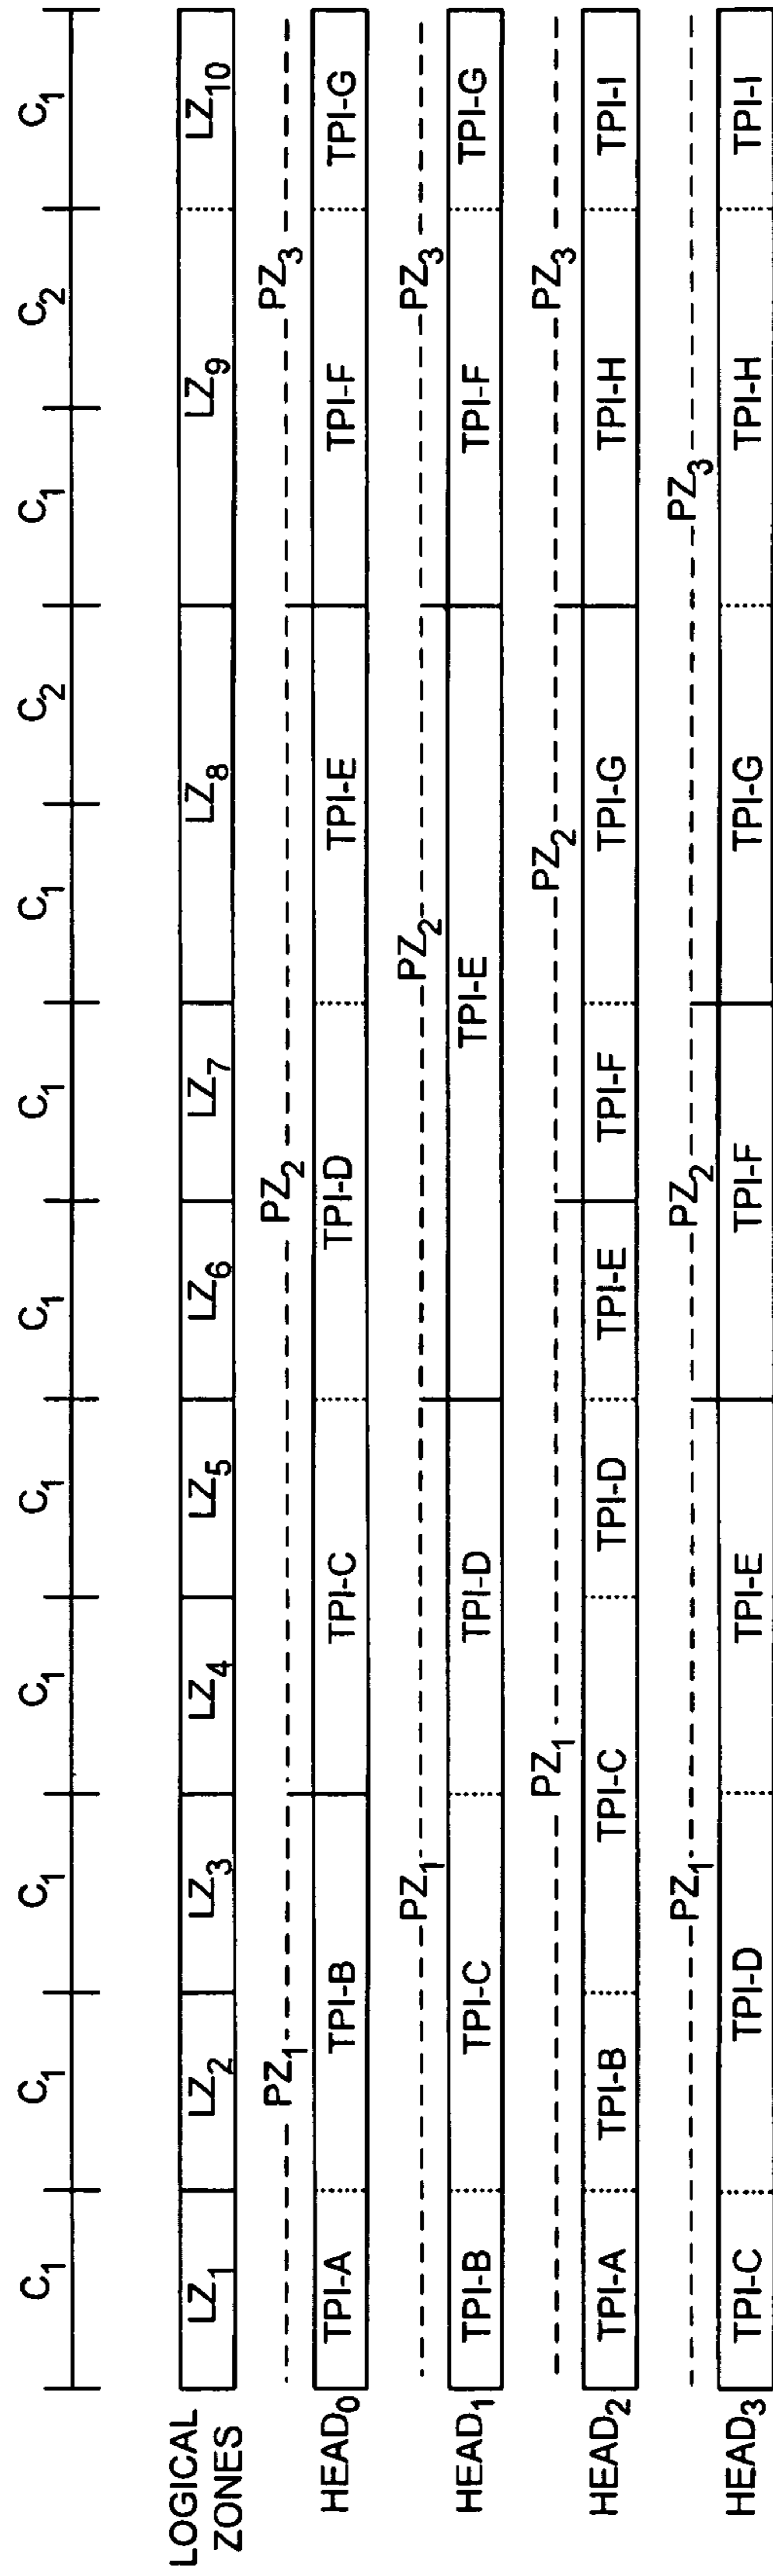 C1 C1 C1 C1 C1 C1 C1 C1 C2 C1 C2 C1
LOGICAL
ZONES
LZ1 LZ2 LZ3 LZ4 LZ5 LZ6 LZ7 LZ8 LZ9 LZ10
PZ1 PZ2 PZ3
HEAD0 TPI-A TPI-B TPI-C TPI-D TPI-E TPI-F TPI-G
PZ1 PZ2 PZ3
HEAD1 TPI-B TPI-C TPI-D TPI-E TPI-F TPI-G
PZ1 PZ2 PZ3
HEAD2 TPI-A TPI-B TPI-C TPI-D TPI-E TPI-F TPI-G TPI-H TPI-I
PZ1 PZ2 PZ3
HEAD3 TPI-C TPI-D TPI-E TPI-F TPI-G TPI-H TPI-I